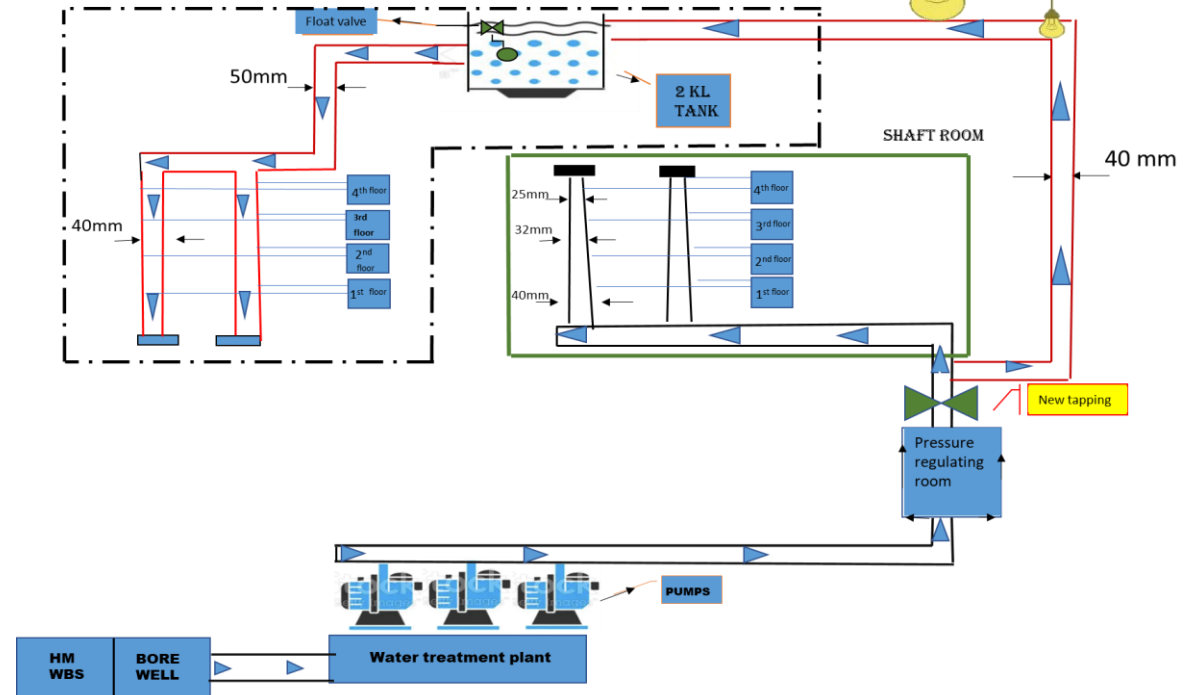 Float valve
50mm
2 KL
TANK
SHAFT ROOM
40 mm
4th floor
3rd
floor
2nd
floor
1st floor
40mm
25mm
32mm
40mm
4th floor
3rd floor
2nd floor
1st floor
New tapping
Pressure
regulating
room
PUMPS
HM
WBS
BORE
WELL
Water treatment plant